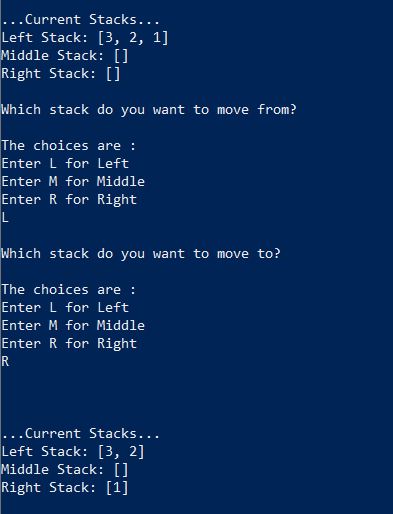 ...Current Stacks...
Left Stack: [3, 2, 1]
Middle Stack: []
Right Stack: []
Which stack do you want to move from?
The choices are :
Enter L for Left
Enter M for Middle
Enter R for Right
L
Which stack do you want to move to?
The choices are :
Enter L for Left
Enter M for Middle
Enter R for Right
R
...Current Stacks...
Left Stack: [3, 2]
Middle Stack: []
Right Stack: [1]